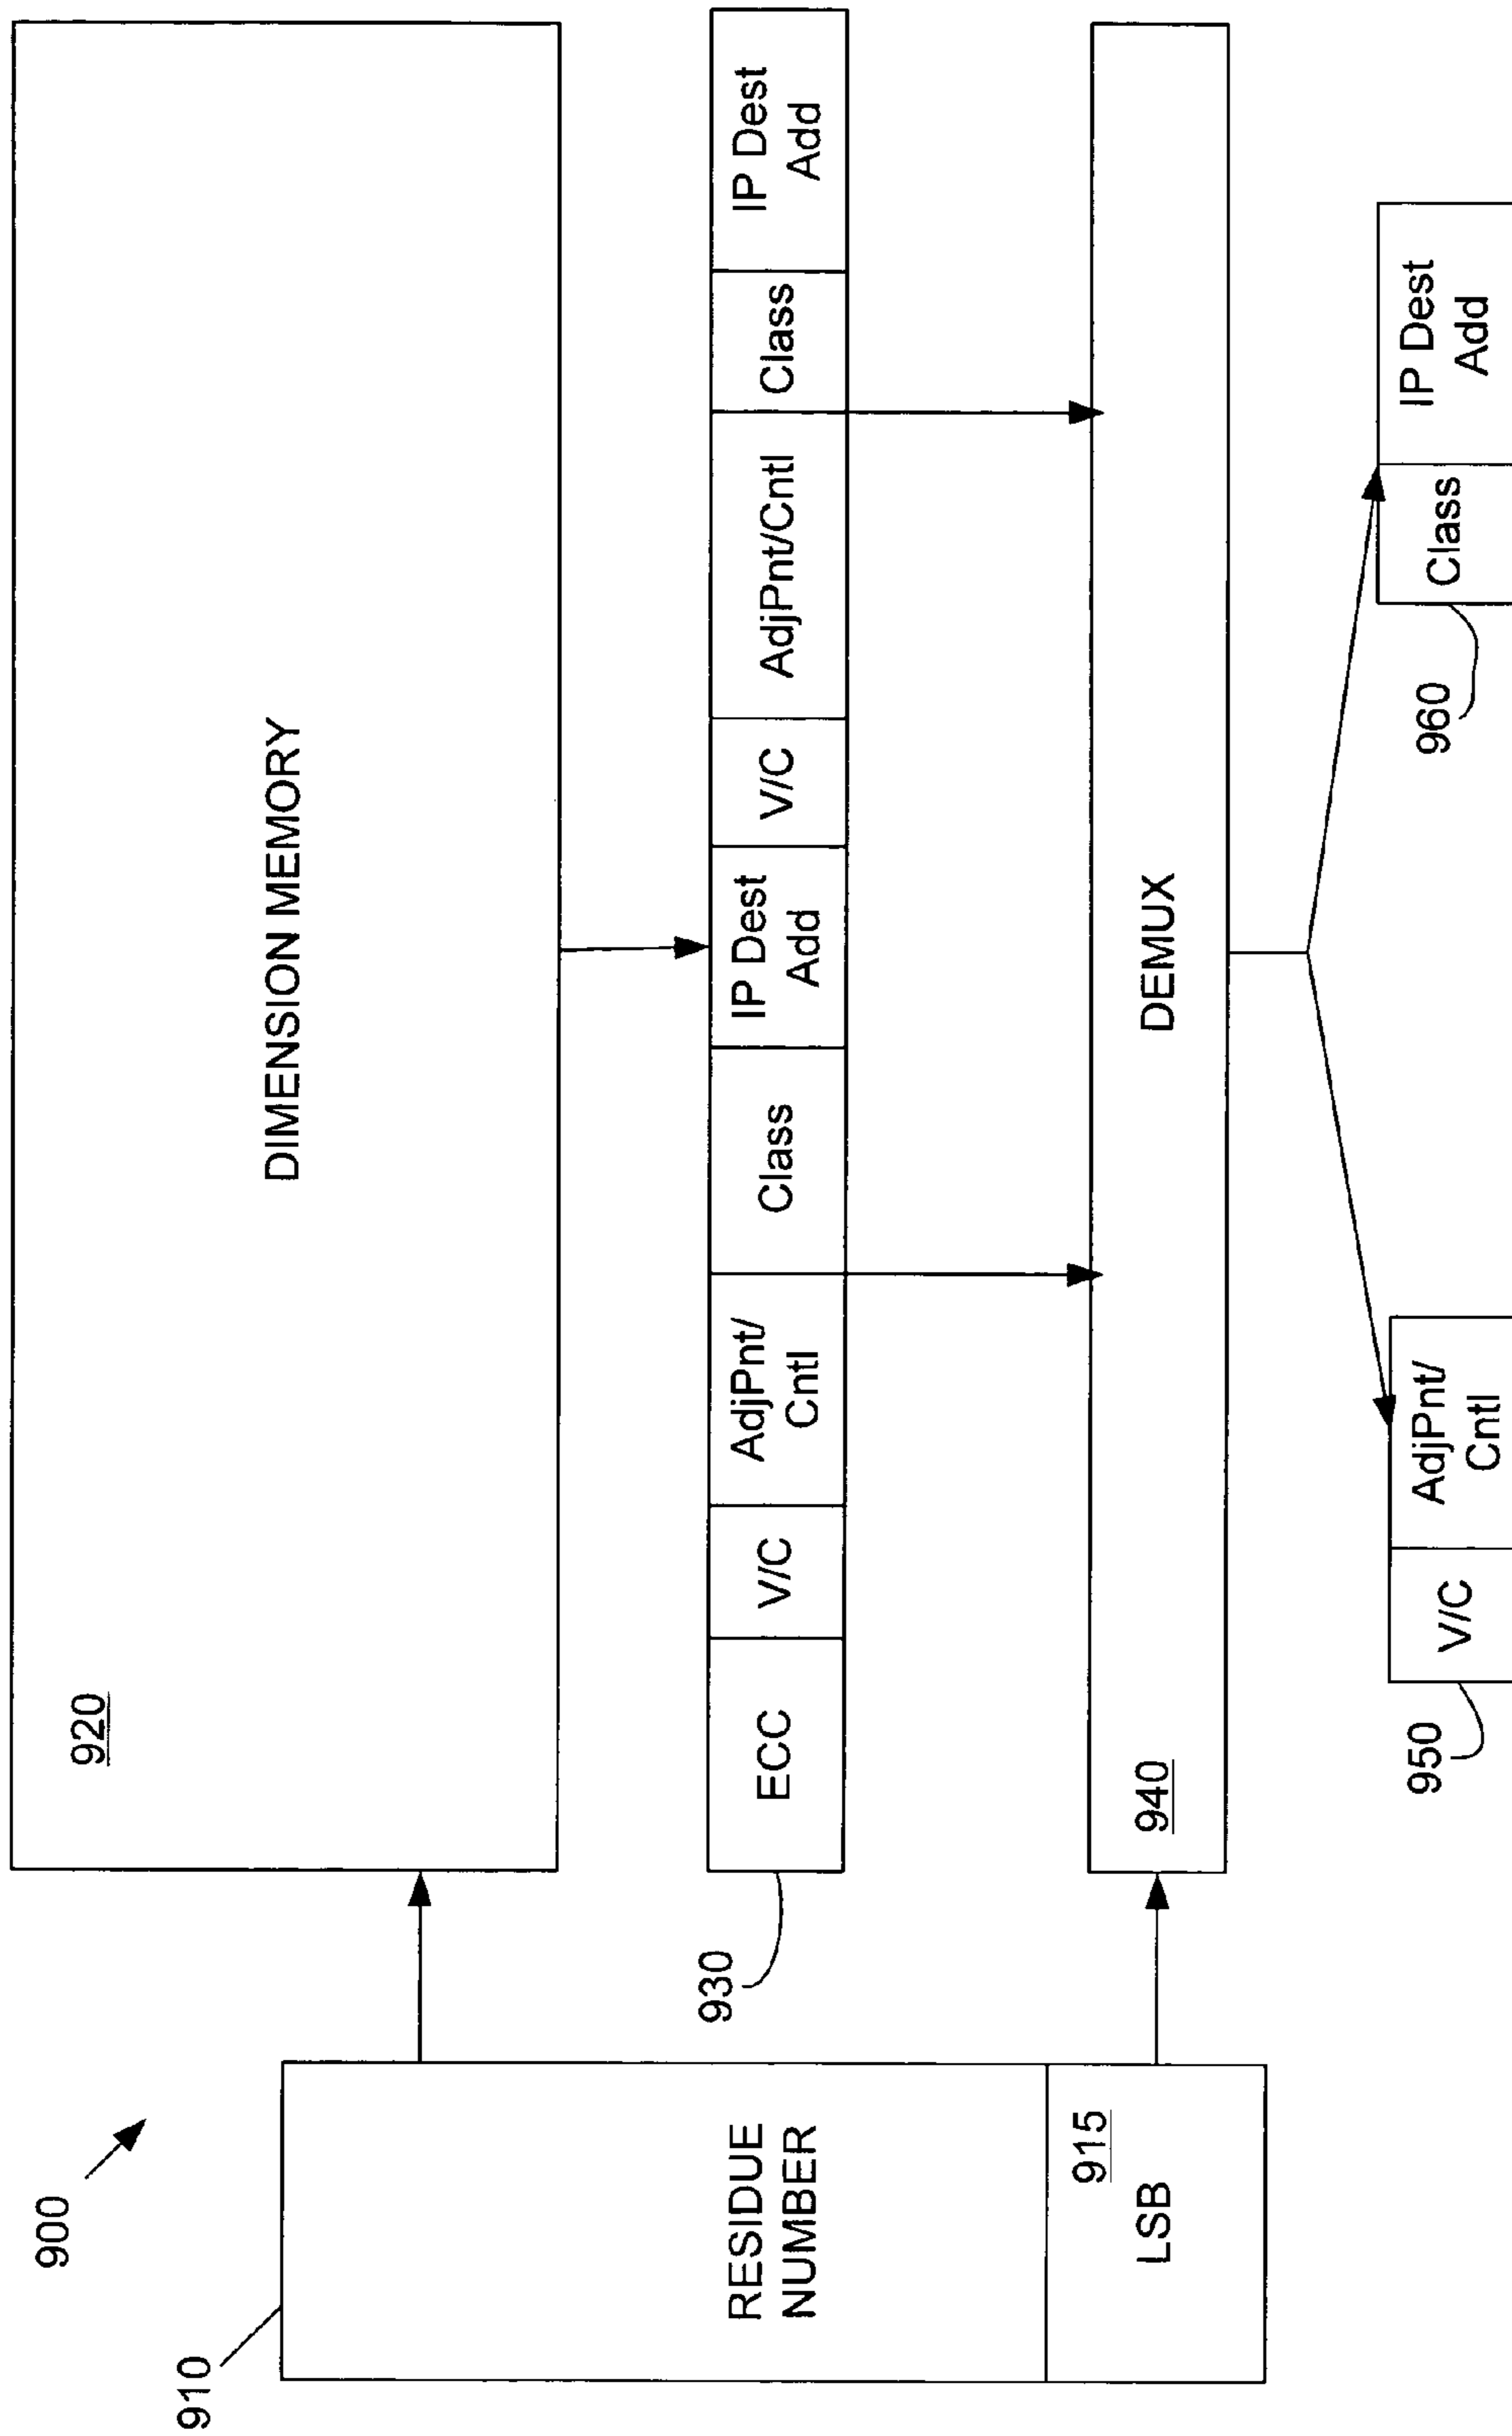 900
910
RESIDUE
NUMBER
915
LSB
920
DIMENSION MEMORY
930
ECC
V/C
AdjPnt/
Cntl
Class
IP Dest
Add
V/C
AdjPnt/Cntl
Class
IP Dest
Add
940
DEMUX
950
V/C
AdjPnt/
Cntl
960
Class
IP Dest
Add